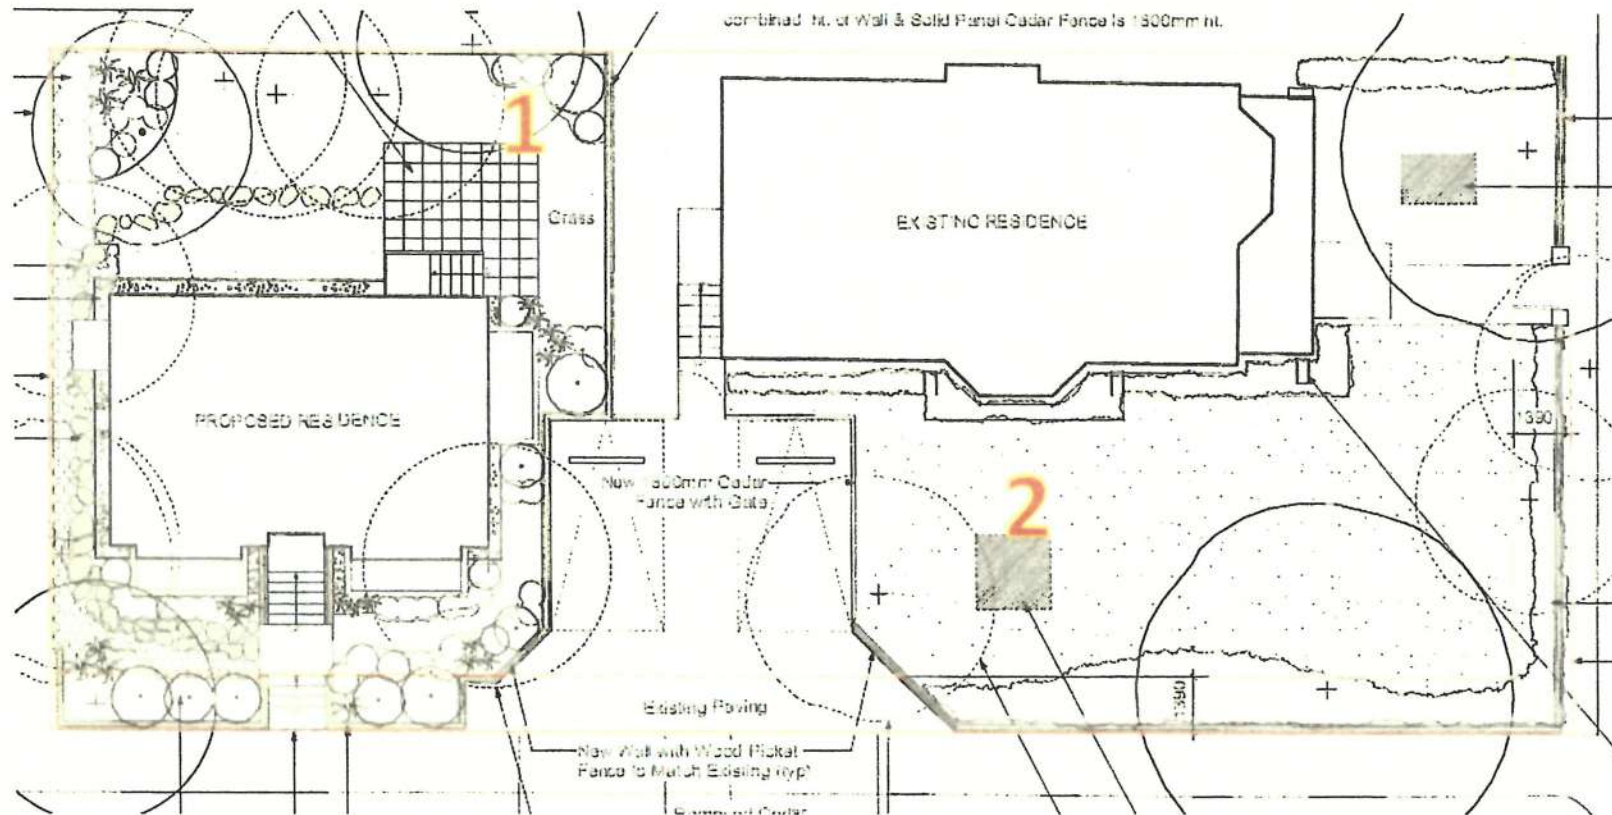 combined ht. of Wall & Solid Panel Cedar Fence is 1800mm ht.
1
Grass
EXISTING RESIDENCE
PROPOSED RESIDENCE
1390
New 1800mm Cedar
Fence with Gate
2
Existing Paving
1390
New Wall with Wood Picket
Fence to Match Existing (typ)
Cedar